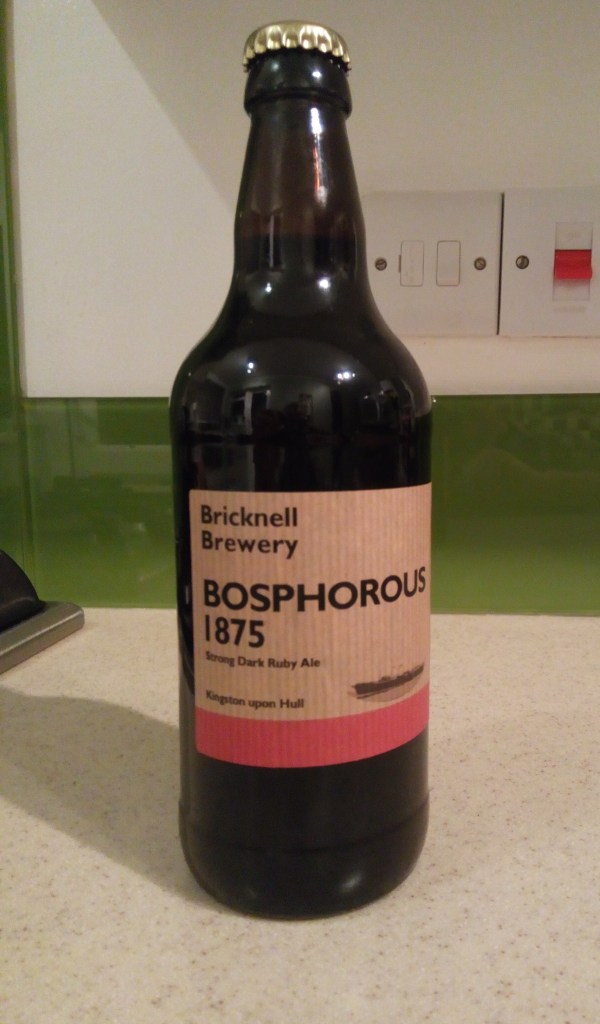 Bricknell
Brewery
BOSPHOROUS
1875
Strong Dark Ruby Ale
Kingston upon Hull